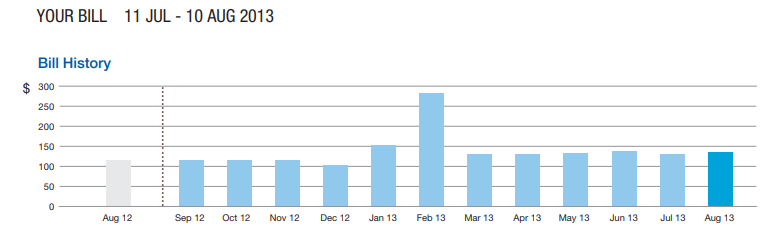 YOUR BILL 11 JUL - 10 AUG 2013
Bill History
$
300
250
200
150
100
50
0
Aug 12 Sep 12 Oct 12 Nov 12 Dec 12 Jan 13 Feb 13 Mar 13 Apr 13 May 13 Jun 13 Jul 13 Aug 13